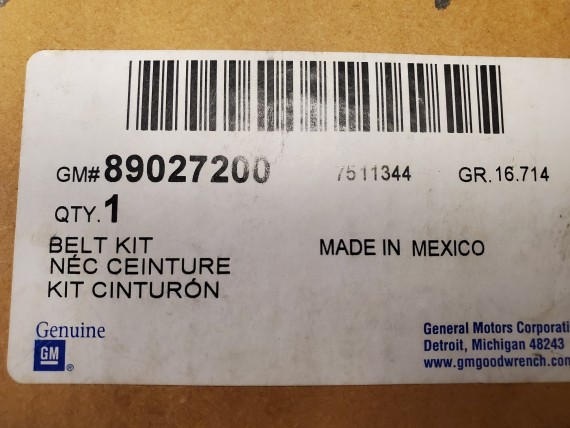 GM# 89027200 7511344 GR. 16.714
QTY. 1
BELT KIT MADE IN MEXICO
NÉC CEINTURE
KIT CINTURÓN
Genuine
GM ®
General Motors Corporati
Detroit, Michigan 48243
www.gmgoodwrench.com